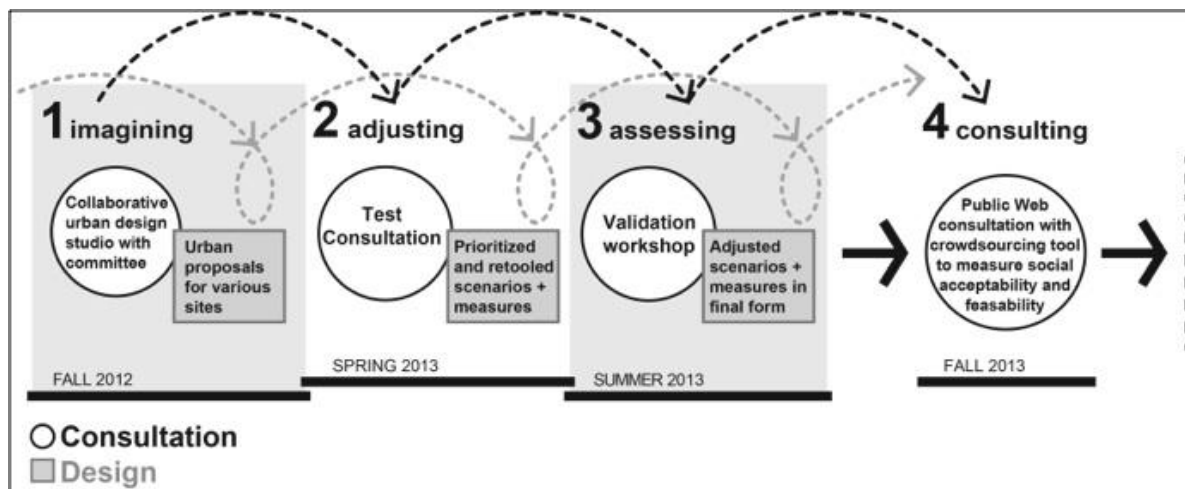 1 imagining
Collaborative
urban design
studio with
committee
Urban
proposals
for various
sites
FALL 2012
2 adjusting
Test
Consultation
Prioritized
and retooled
scenarios +
measures
SPRING 2013
3 assessing
Validation
workshop
Adjusted
scenarios +
measures in
final form
SUMMER 2013
4 consulting
Public Web
consultation with
crowdsourcing tool
to measure social
acceptability and
feasability
FALL 2013
Consultation
Design